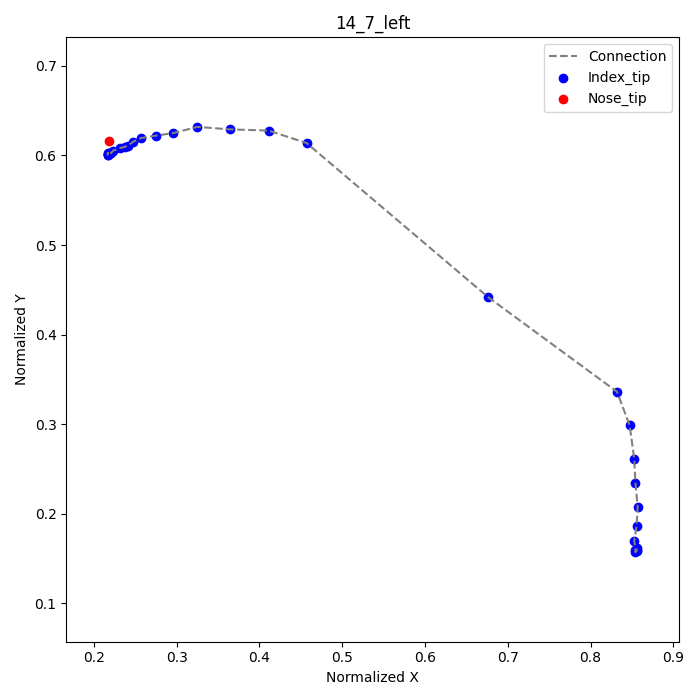 14_7_left
Connection
Index_tip
Nose_tip
0.7
0.6
0.5
0.4
0.3
0.2
0.1
Normalized Y
0.2 0.3 0.4 0.5 0.6 0.7 0.8 0.9
Normalized X